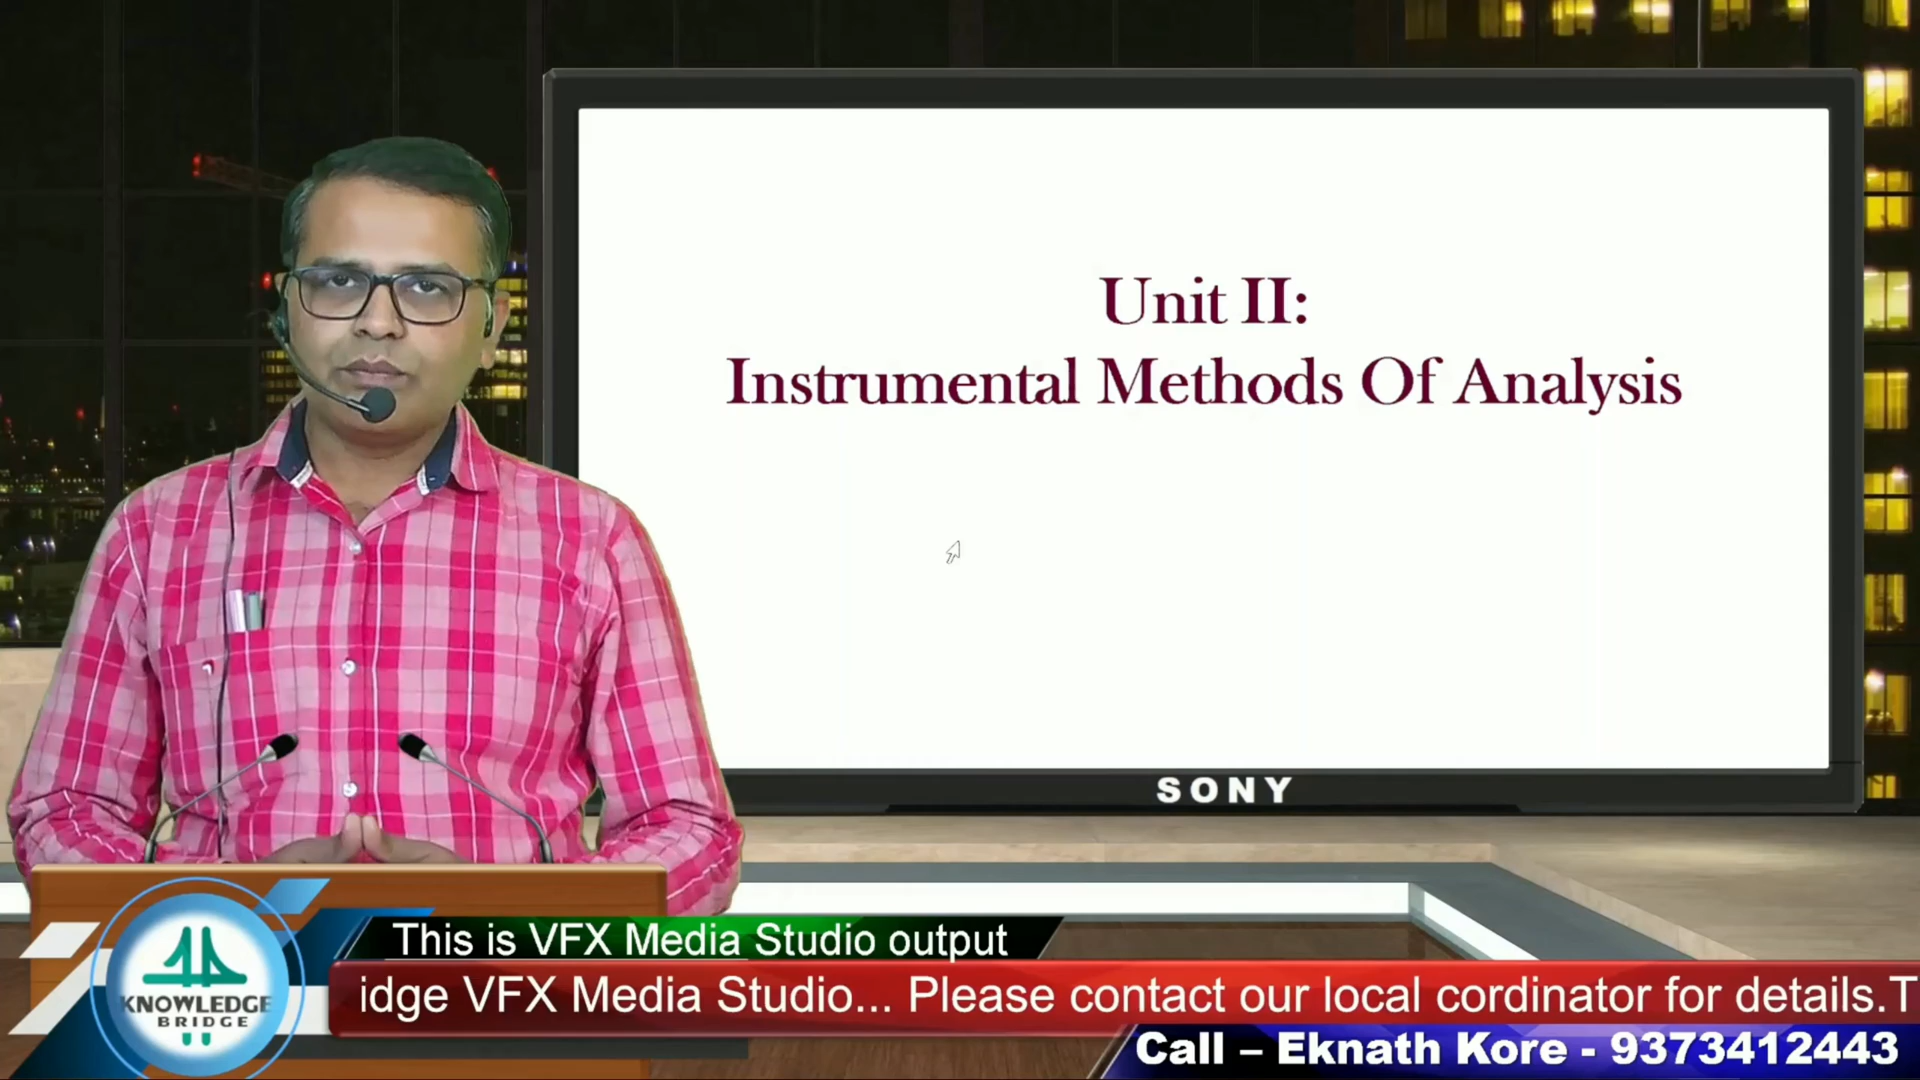 Unit II:
Instrumental Methods Of Analysis
SONY
This is VFX Media Studio output
idge VFX Media Studio... Please contact our local cordinator for details.T
KNOWLEDGE
BRIDGE
Call – Eknath Kore - 9373412443